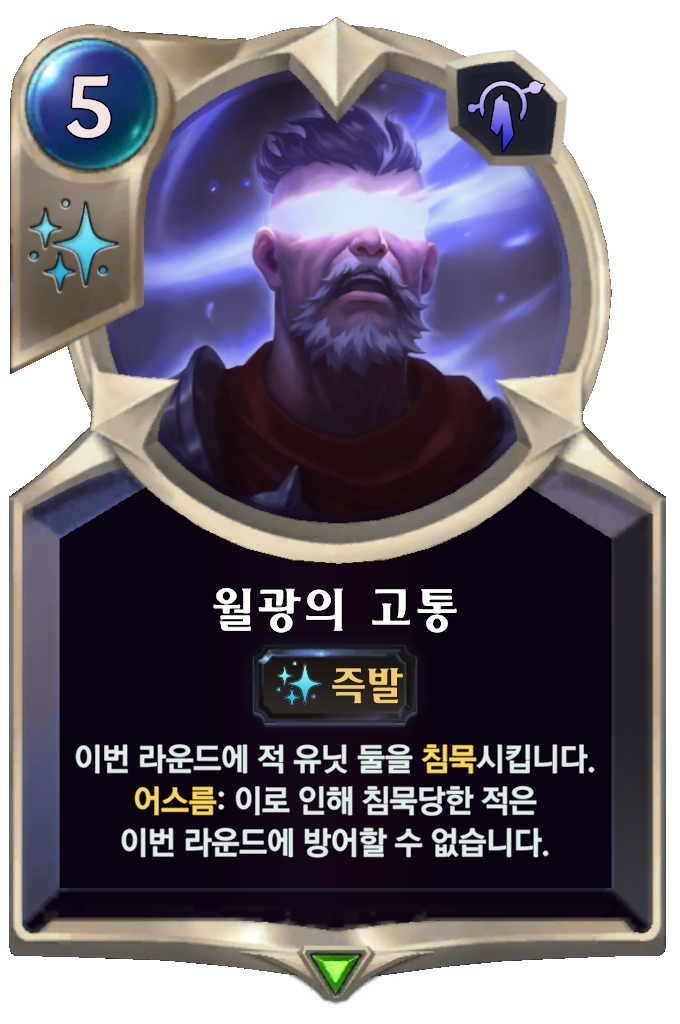 5
월광의 고통
즉발
이번 라운드에 적 유닛 둘을 침묵시킵니다.
어스름: 이로 인해 침묵당한 적은
이번 라운드에 방어할 수 없습니다.